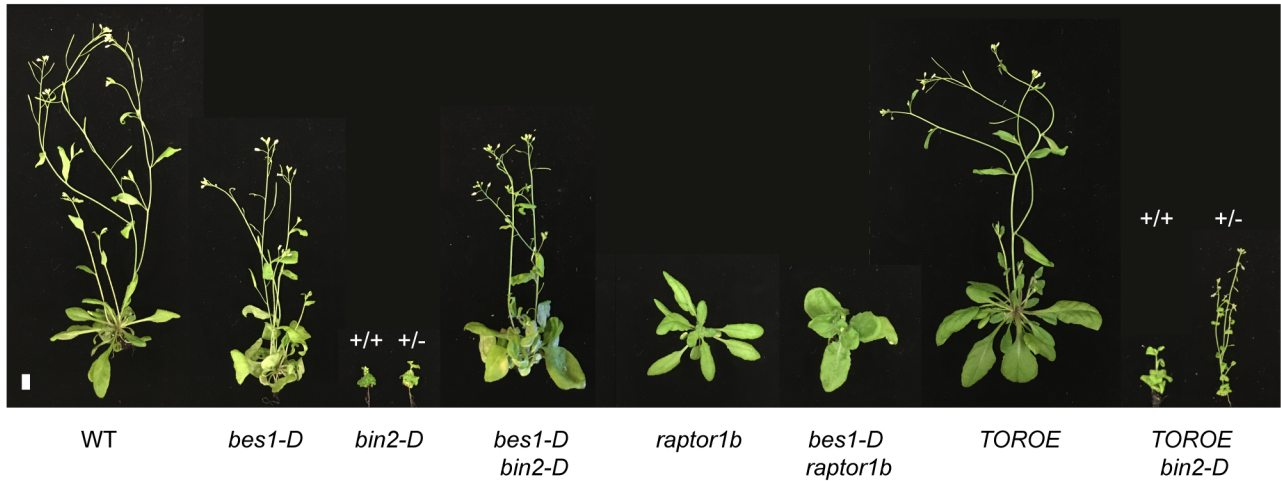 +/+ +/-
+/+ +/-
WT
bes1-D
bin2-D
bes1-D
bin2-D
raptor1b
bes1-D
raptor1b
TOROE
TOROE
bin2-D